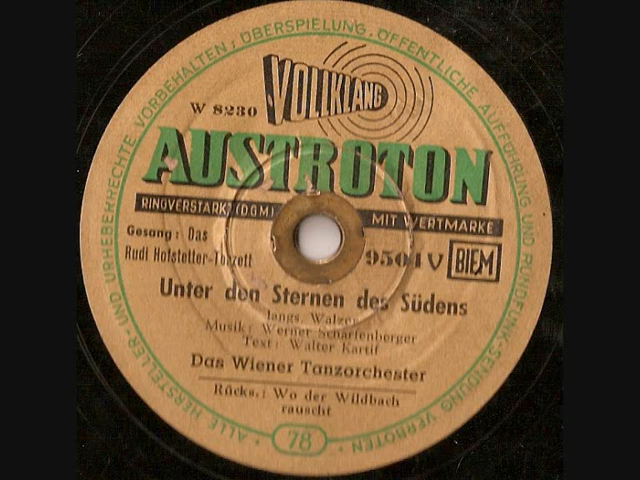 ALLE HERSTELLER- UND URHEBERRECHTE VORBEHALTEN; ÜBERSPIELUNG, ÖFFENTLICHE AUFFÜHRUNG UND RUNDFUNK-SENDUNG VERBOTEN
VOLLKLANG
W 8230
AUSTROTON
RINGVERSTÄRKT (D.G.M.) MIT WERTMARKE
Gesang: Das
Rudi Hofstetter-Terzett
9504 V BIEM
Unter den Sternen des Südens
langs. Walzer
Musik: Werner Scharfenberger
Text: Walter Kartif
Das Wiener Tanzorchester
Rücks.: Wo der Wildbach
rauscht
78